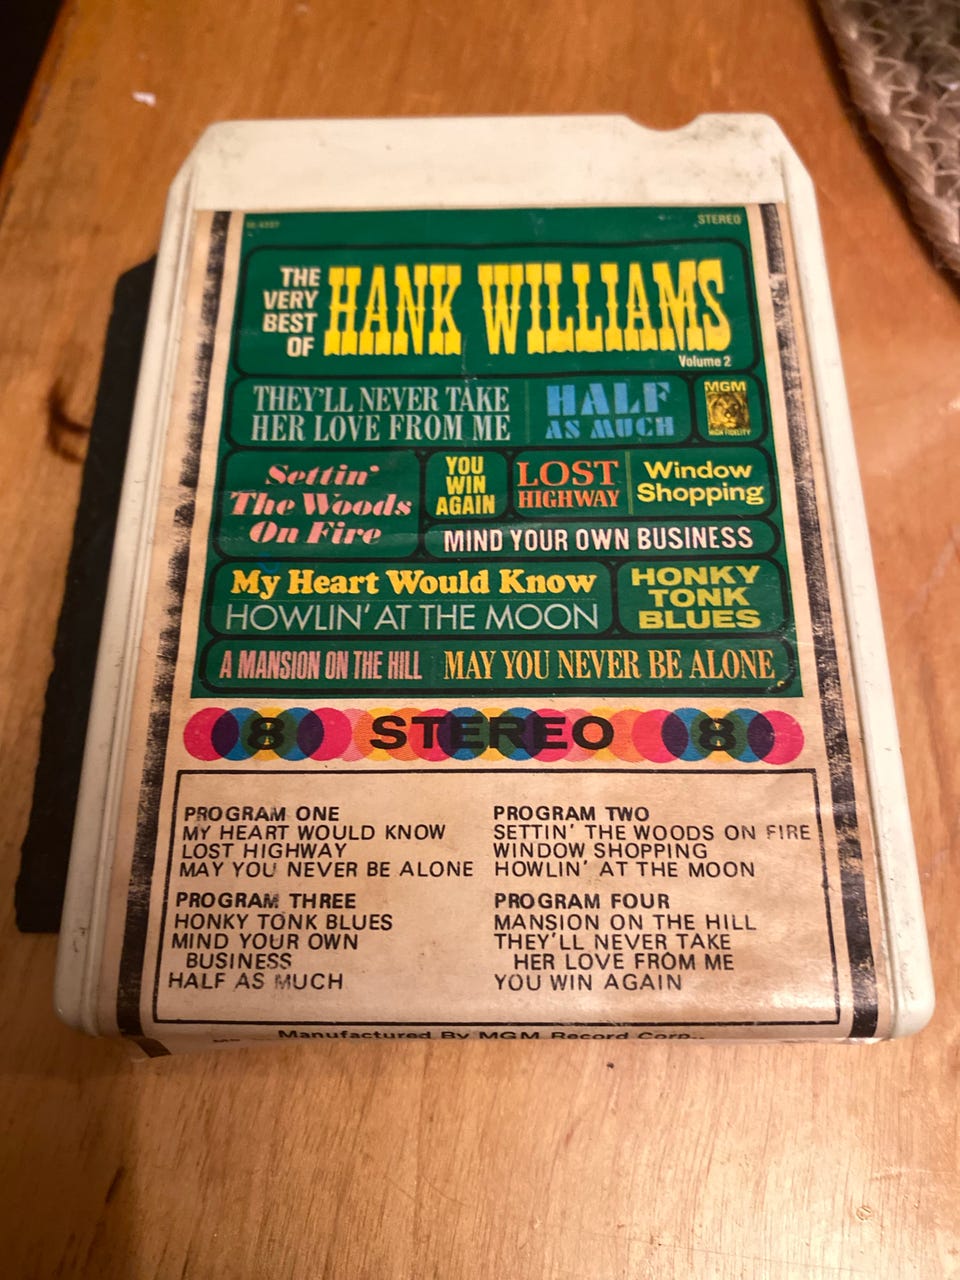 STEREO
THE
VERY
BEST
OF
HANK WILLIAMS
Volume 2
THEY'LL NEVER TAKE
HER LOVE FROM ME
HALF
AS MUCH
MGM
HIGH FIDELITY
Settin'
The Woods
On Fire
YOU
WIN
AGAIN
LOST
HIGHWAY
Window
Shopping
MIND YOUR OWN BUSINESS
My Heart Would Know
HOWLIN' AT THE MOON
HONKY
TONK
BLUES
A MANSION ON THE HILL
MAY YOU NEVER BE ALONE
8 STEREO 8
PROGRAM ONE
MY HEART WOULD KNOW
LOST HIGHWAY
MAY YOU NEVER BE ALONE
PROGRAM TWO
SETTIN' THE WOODS ON FIRE
WINDOW SHOPPING
HOWLIN' AT THE MOON
PROGRAM THREE
HONKY TONK BLUES
MIND YOUR OWN
BUSINESS
HALF AS MUCH
PROGRAM FOUR
MANSION ON THE HILL
THEY'LL NEVER TAKE
HER LOVE FROM ME
YOU WIN AGAIN
Manufactured By MGM Record Corp.,